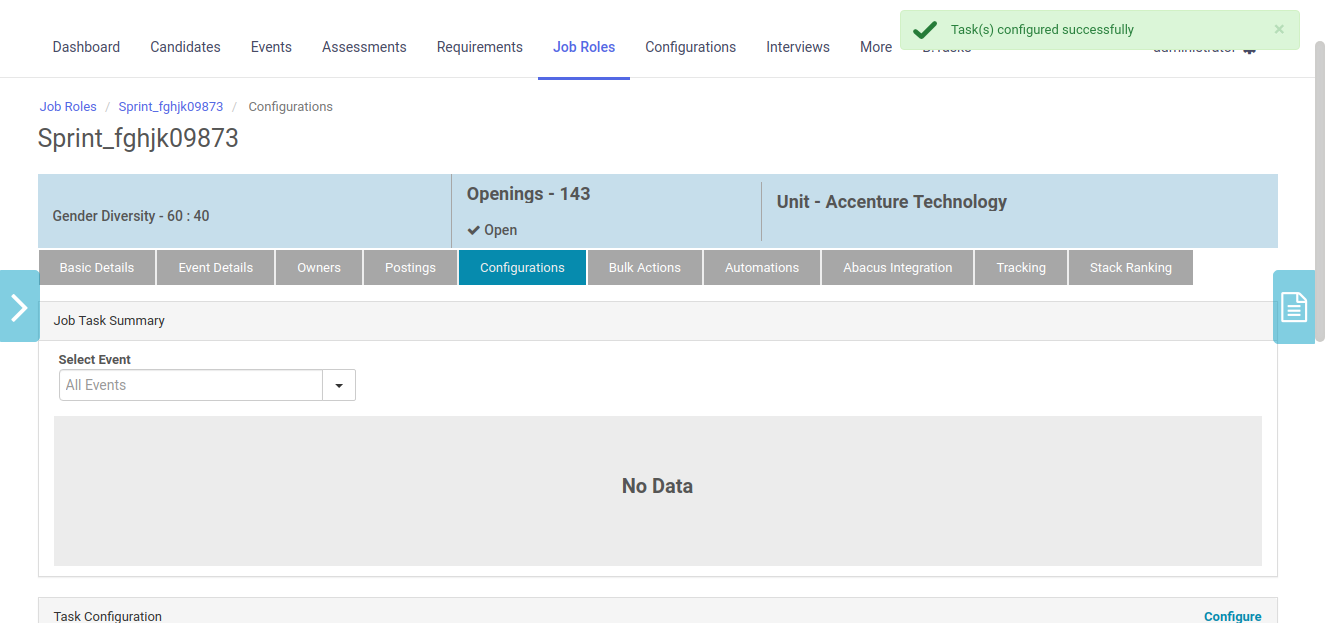 Task(s) configured successfully ×
Dashboard Candidates Events Assessments Requirements Job Roles Configurations Interviews More
Job Roles / Sprint_fghjk09873 / Configurations
Sprint_fghjk09873
Gender Diversity - 60 : 40
Openings - 143
Open
Unit - Accenture Technology
Basic Details Event Details Owners Postings Configurations Bulk Actions Automations Abacus Integration Tracking Stack Ranking
Job Task Summary
Select Event
All Events
No Data
Task Configuration Configure